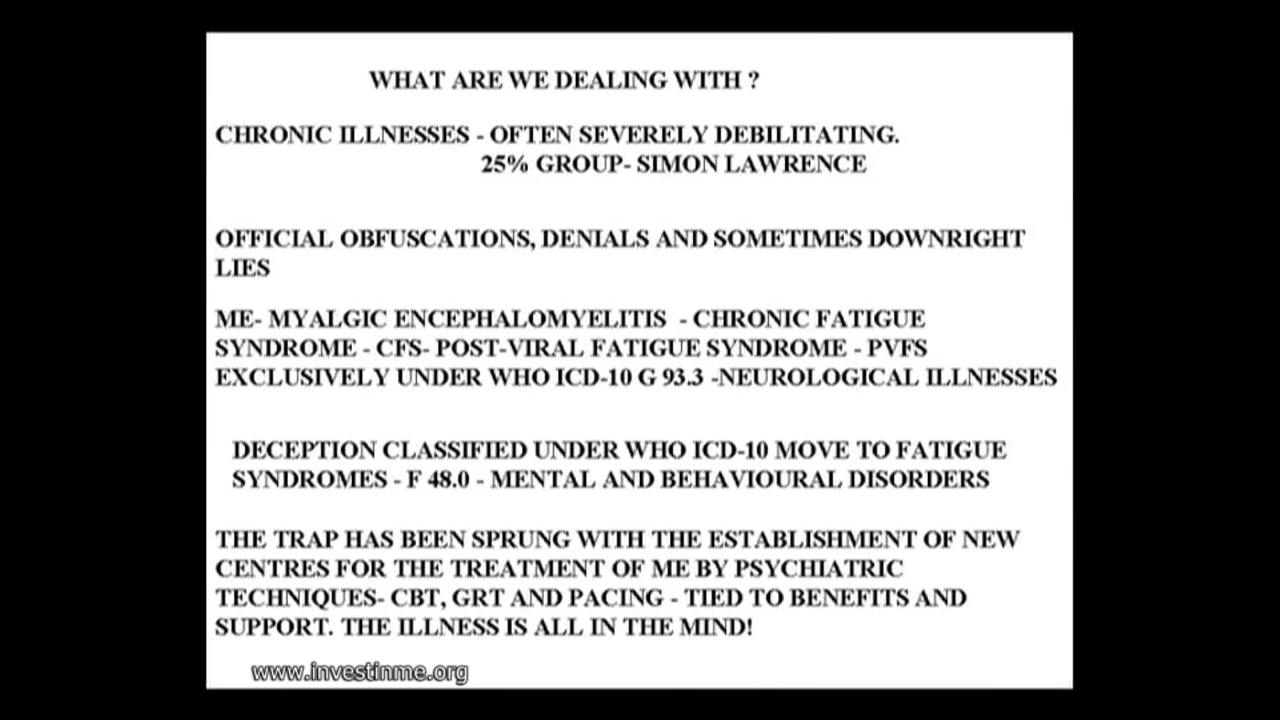 WHAT ARE WE DEALING WITH ?
CHRONIC ILLNESSES - OFTEN SEVERELY DEBILITATING.
25% GROUP- SIMON LAWRENCE
OFFICIAL OBFUSCATIONS, DENIALS AND SOMETIMES DOWNRIGHT
LIES
ME- MYALGIC ENCEPHALOMYELITIS - CHRONIC FATIGUE
SYNDROME - CFS- POST-VIRAL FATIGUE SYNDROME - PVFS
EXCLUSIVELY UNDER WHO ICD-10 G 93.3 -NEUROLOGICAL ILLNESSES
DECEPTION CLASSIFIED UNDER WHO ICD-10 MOVE TO FATIGUE
SYNDROMES - F 48.0 - MENTAL AND BEHAVIOURAL DISORDERS
THE TRAP HAS BEEN SPRUNG WITH THE ESTABLISHMENT OF NEW
CENTRES FOR THE TREATMENT OF ME BY PSYCHIATRIC
TECHNIQUES- CBT, GRT AND PACING - TIED TO BENEFITS AND
SUPPORT. THE ILLNESS IS ALL IN THE MIND!
www.investinme.org